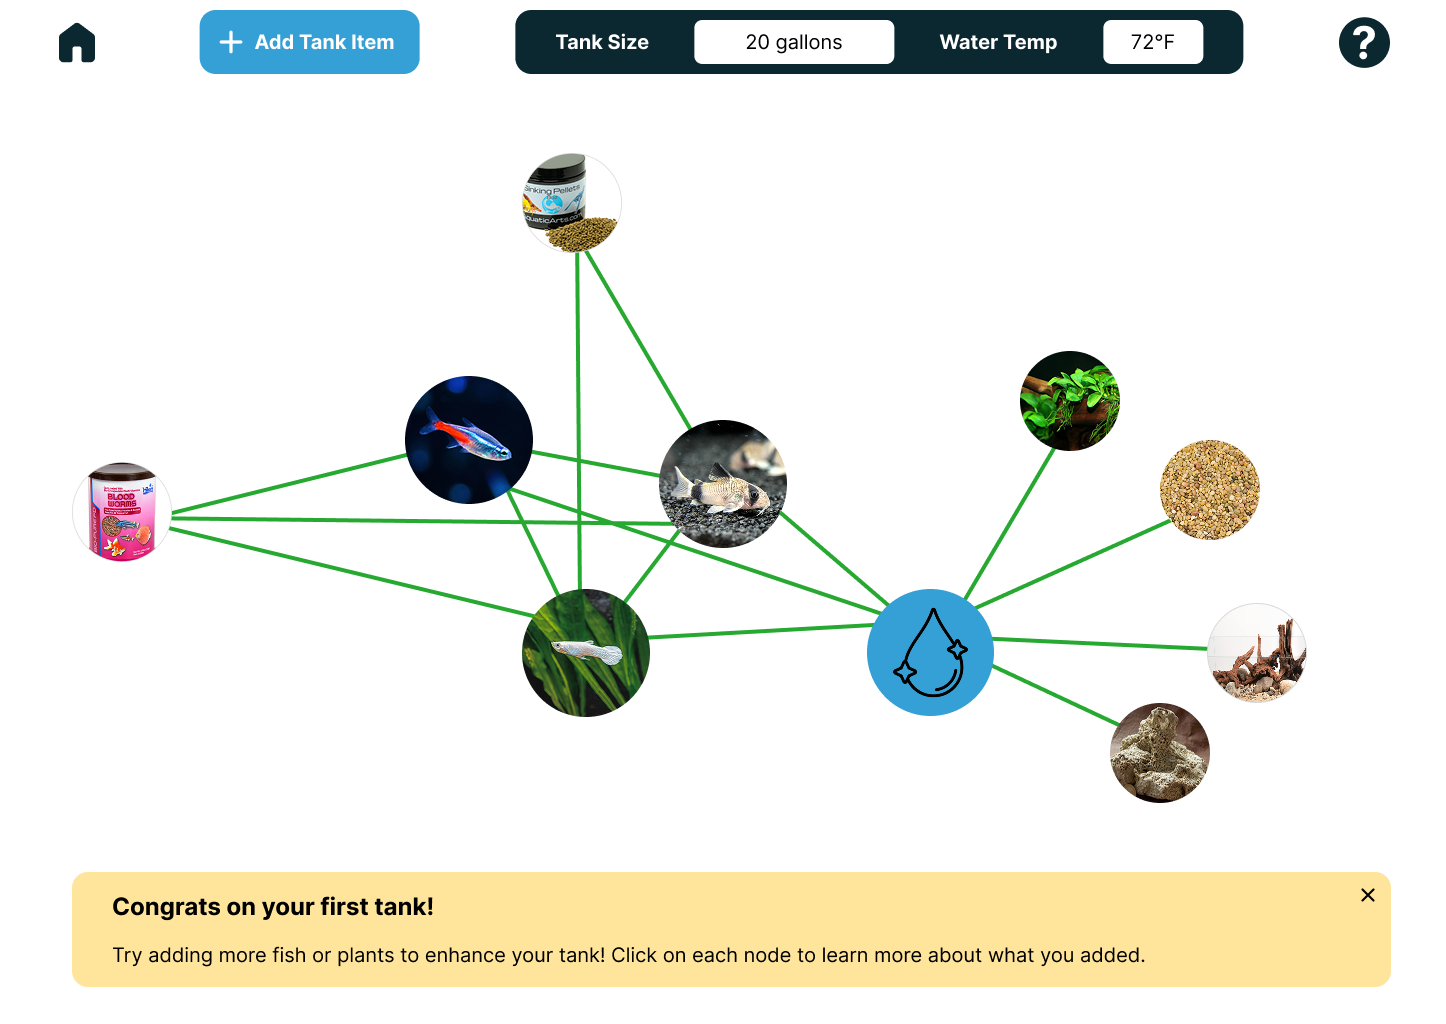 Add Tank Item
Tank Size
20 gallons
Water Temp
72°F
?
Sinking Pellets
quaticArts.com
BLOOD
WORMS
Congrats on your first tank!
Try adding more fish or plants to enhance your tank! Click on each node to learn more about what you added.